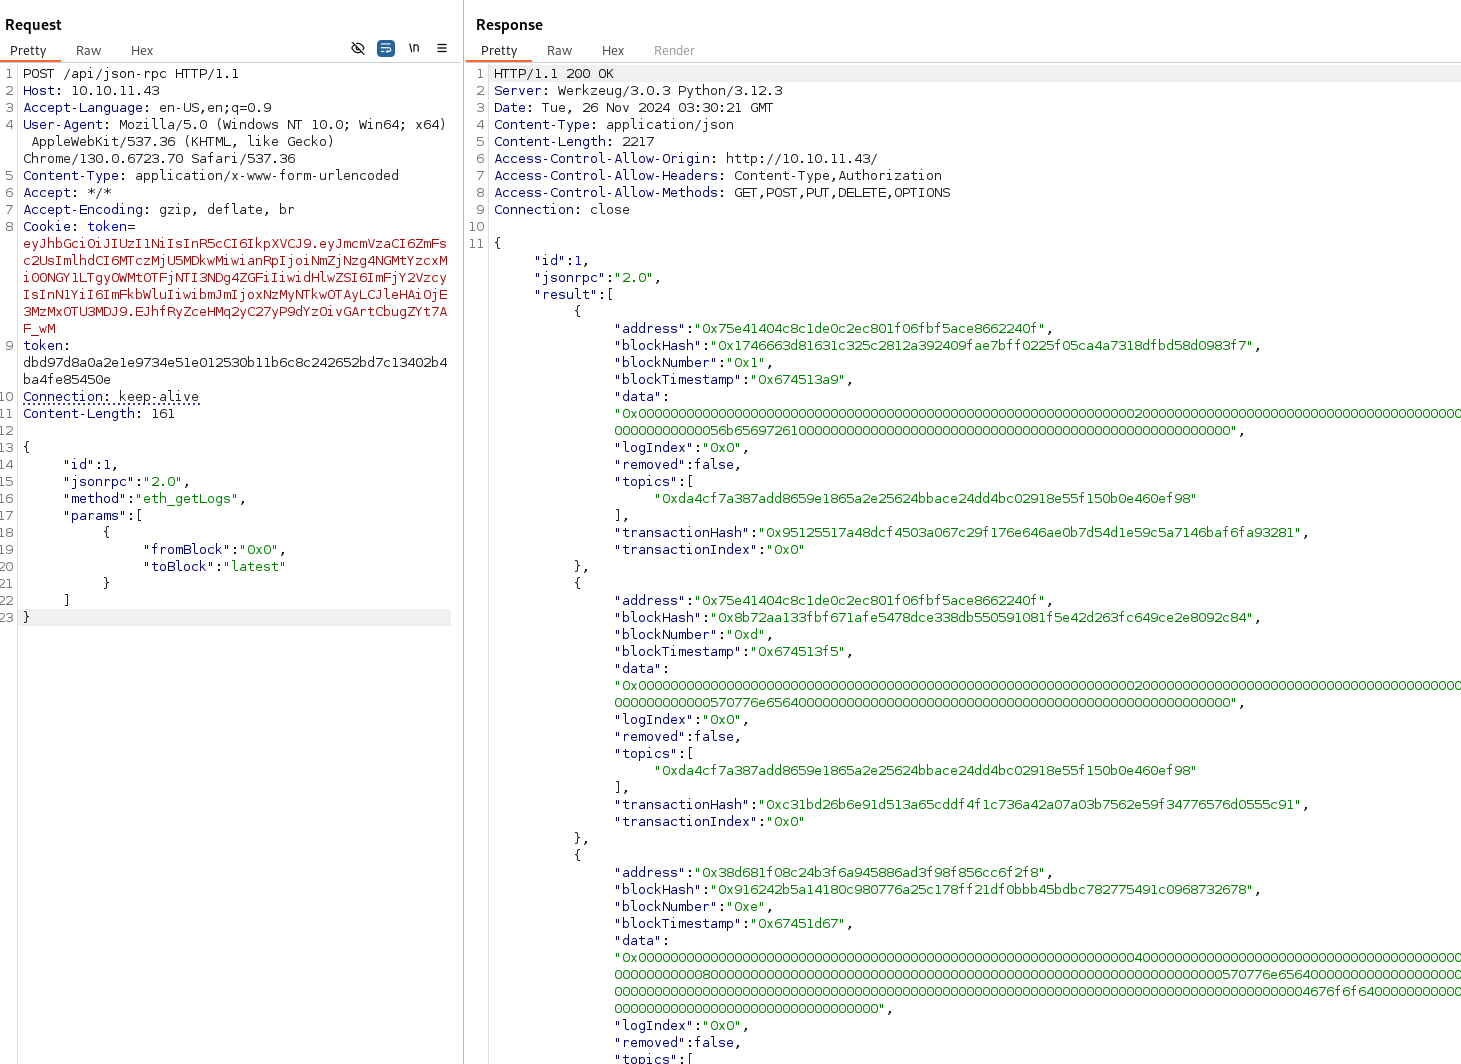 Request
Pretty Raw Hex
\n
1 POST /api/json-rpc HTTP/1.1
2 Host: 10.10.11.43
3 Accept-Language: en-US,en;q=0.9
4 User-Agent: Mozilla/5.0 (Windows NT 10.0; Win64; x64)
AppleWebKit/537.36 (KHTML, like Gecko)
Chrome/130.0.6723.70 Safari/537.36
5 Content-Type: application/x-www-form-urlencoded
6 Accept: */*
7 Accept-Encoding: gzip, deflate, br
8 Cookie: token=
eyJhbGciOiJIUzI1NiIsInR5cCI6IkpXVCJ9.eyJmcmVzaCI6ZmFs
c2UsImlhdCI6MTczMjU5MDkwMiwianRpIjoiNmZjNzg4NGMtYzcxM
i00NGY1LTgyOWMtOTFjNTI3NDg4ZGFiIiwidHlwZSI6ImFjY2Vzcy
IsInN1YiI6ImFkbWluIiwibmJmIjoxNzMyNTkwOTAyLCJleHAiOjE
3MzMxOTU3MDJ9.EJhfRyZceHMq2yC27yP9dYzOivGArtCbugZYt7A
F_wM
9 token:
dbd97d8a0a2e1e9734e51e012530b11b6c8c242652bd7c13402b4
ba4fe85450e
10 Connection: keep-alive
11 Content-Length: 161
12
13 {
14 "id":1,
15 "jsonrpc":"2.0",
16 "method":"eth_getLogs",
17 "params":[
18 {
19 "fromBlock":"0x0",
20 "toBlock":"latest"
21 }
22 ]
23 }
Response
Pretty Raw Hex Render
1 HTTP/1.1 200 OK
2 Server: Werkzeug/3.0.3 Python/3.12.3
3 Date: Tue, 26 Nov 2024 03:30:21 GMT
4 Content-Type: application/json
5 Content-Length: 2217
6 Access-Control-Allow-Origin: http://10.10.11.43/
7 Access-Control-Allow-Headers: Content-Type,Authorization
8 Access-Control-Allow-Methods: GET,POST,PUT,DELETE,OPTIONS
9 Connection: close
10
11 {
"id":1,
"jsonrpc":"2.0",
"result":[
{
"address":"0x75e41404c8c1de0c2ec801f06fbf5ace8662240f",
"blockHash":"0x1746663d81631c325c2812a392409fae7bff0225f05ca4a7318dfbd58d0983f7",
"blockNumber":"0x1",
"blockTimestamp":"0x674513a9",
"data":
"0x0000000000000000000000000000000000000000000000000000000000000020000000000000000000000000000000000000000
000000000000056b65697261000000000000000000000000000000000000000000000000000000",
"logIndex":"0x0",
"removed":false,
"topics":[
"0xda4cf7a387add8659e1865a2e25624bbace24dd4bc02918e55f150b0e460ef98"
],
"transactionHash":"0x95125517a48dcf4503a067c29f176e646ae0b7d54d1e59c5a7146baf6fa93281",
"transactionIndex":"0x0"
},
{
"address":"0x75e41404c8c1de0c2ec801f06fbf5ace8662240f",
"blockHash":"0x8b72aa133fbf671afe5478dce338db550591081f5e42d263fc649ce2e8092c84",
"blockNumber":"0xd",
"blockTimestamp":"0x674513f5",
"data":
"0x0000000000000000000000000000000000000000000000000000000000000020000000000000000000000000000000000000000
00000000000570776e6564000000000000000000000000000000000000000000000000000000",
"logIndex":"0x0",
"removed":false,
"topics":[
"0xda4cf7a387add8659e1865a2e25624bbace24dd4bc02918e55f150b0e460ef98"
],
"transactionHash":"0xc31bd26b6e91d513a65cddf4f1c736a42a07a03b7562e59f34776576d0555c91",
"transactionIndex":"0x0"
},
{
"address":"0x38d681f08c24b3f6a945886ad3f98f856cc6f2f8",
"blockHash":"0x916242b5a14180c980776a25c178ff21df0bbb45bdbc782775491c0968732678",
"blockNumber":"0xe",
"blockTimestamp":"0x67451d67",
"data":
"0x0000000000000000000000000000000000000000000000000000000000000040000000000000000000000000000000000000000
00000000000800000000000000000000000000000000000000000000000000000000000000000570776e65640000000000000000000
0000000000000000000000000000000000000000000000000000000000000000000000000000000000000004676f6f640000000000
000000000000000000000000000000000",
"logIndex":"0x0",
"removed":false,
"topics":[